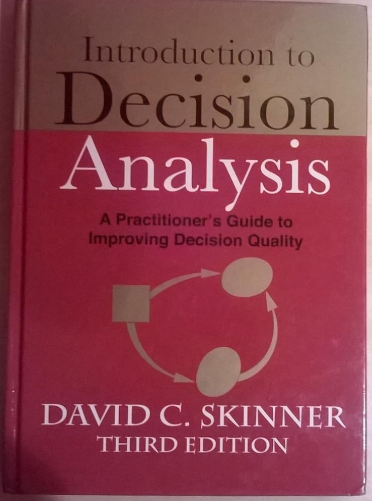 Introduction to
Decision
Analysis
A Practitioner's Guide to
Improving Decision Quality
DAVID C. SKINNER
THIRD EDITION